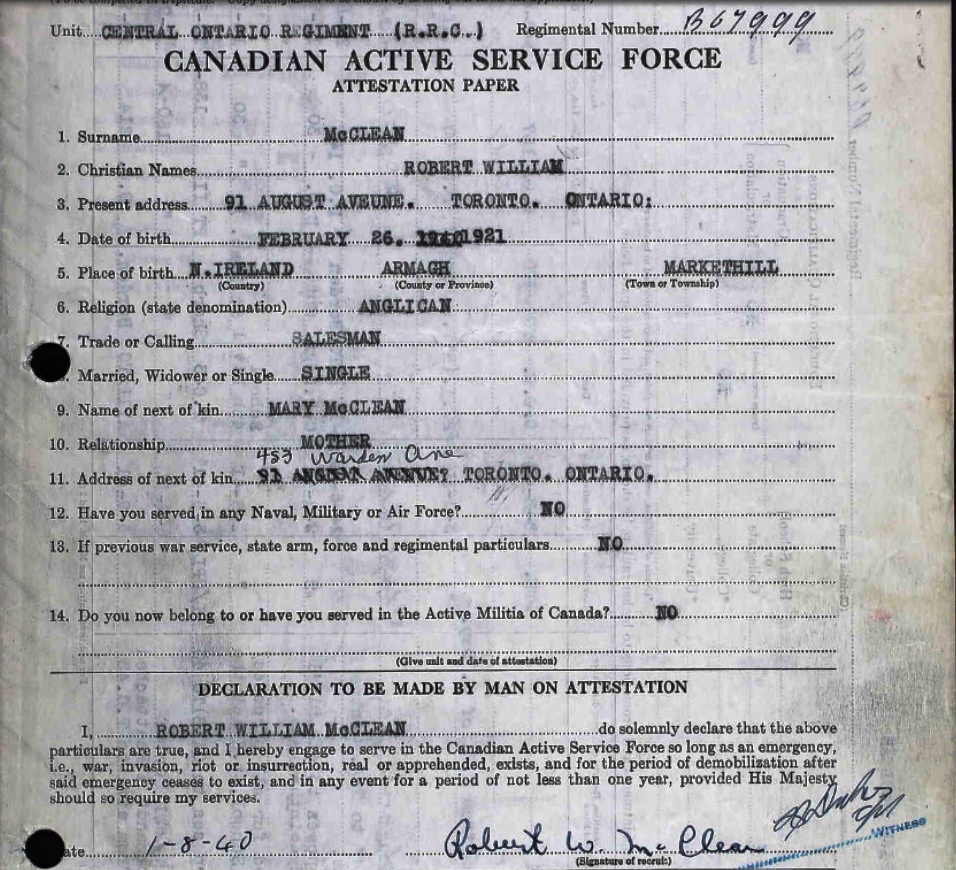 Unit CENTRAL ONTARIO REGIMENT (R.R.C.) Regimental Number B67999
CANADIAN ACTIVE SERVICE FORCE
ATTESTATION PAPER
1. Surname McCLEAN
2. Christian Names ROBERT WILLIAM
3. Present address 91 AUGUST AVEUNE. TORONTO. ONTARIO:
4. Date of birth FEBRUARY 26. 1921
5. Place of birth N.IRELAND ARMAGH MARKETHILL
(Country) (County or Province) (Town or Township)
6. Religion (state denomination) ANGLICAN
7. Trade or Calling SALESMAN
. Married, Widower or Single SINGLE
9. Name of next of kin MARY McCLEAN
10. Relationship MOTHER
453 Warden Ave
11. Address of next of kin 91 AVENUE? TORONTO. ONTARIO.
12. Have you served in any Naval, Military or Air Force? NO
13. If previous war service, state arm, force and regimental particulars NO
14. Do you now belong to or have you served in the Active Militia of Canada? NO
(Give unit and date of attestation)
DECLARATION TO BE MADE BY MAN ON ATTESTATION
I, ROBERT WILLIAM McCLEAN do solemnly declare that the above
particulars are true, and I hereby engage to serve in the Canadian Active Service Force so long as an emergency,
i.e., war, invasion, riot or insurrection, real or apprehended, exists, and for the period of demobilization after
said emergency ceases to exist, and in any event for a period of not less than one year, provided His Majesty
should so require my services.
ate 1-8-40 Robert W. McClean
(Signature of recruit)
WITNESS